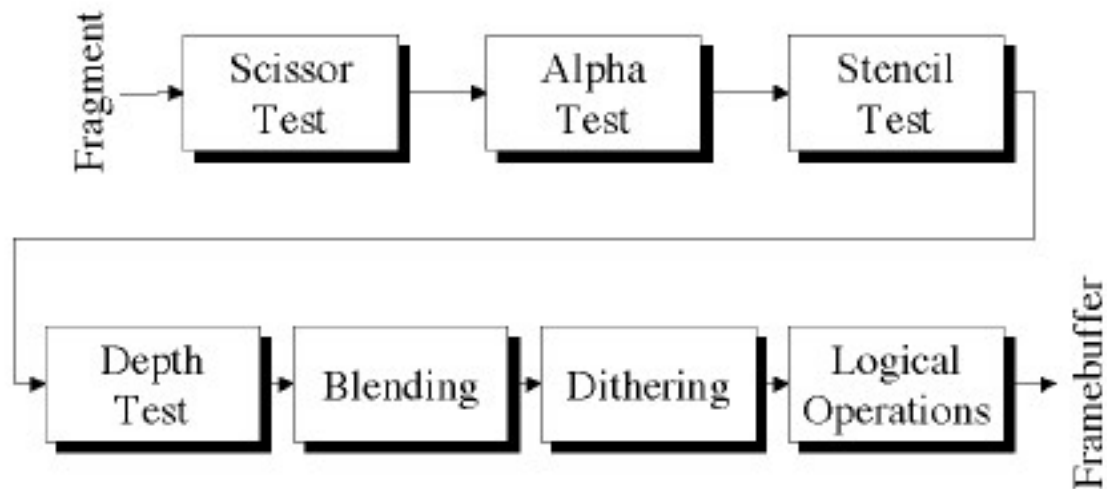 Fragment
Scissor
Test
Alpha
Test
Stencil
Test
Depth
Test
Blending
Dithering
Logical
Operations
Framebuffer